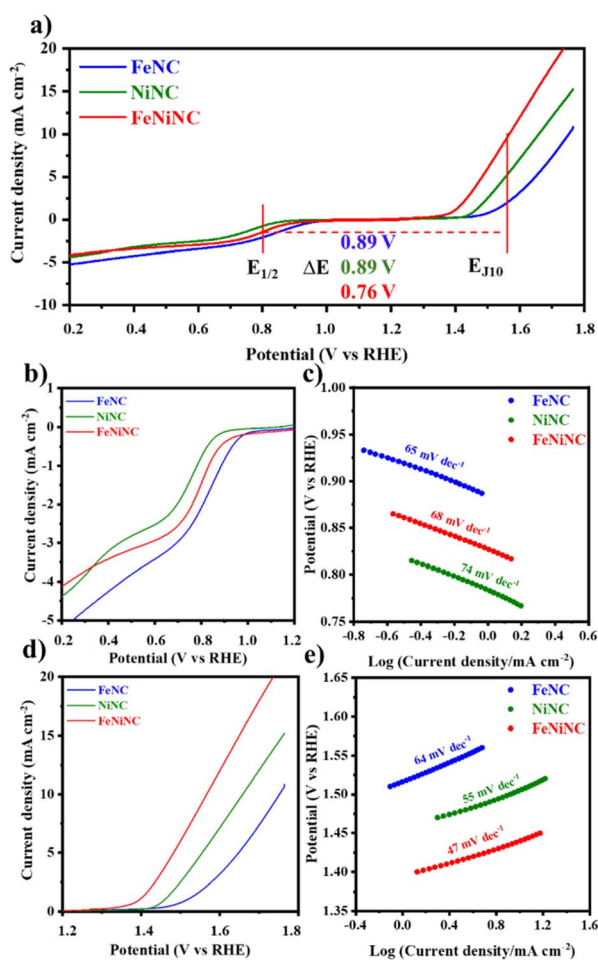 a)
20
15
10
5
0
-5
-10
Current density (mA cm⁻²)
FeNC
NiNC
FeNiNC
0.89 V
E1/2 ΔE 0.89 V EJ10
0.76 V
0.2 0.4 0.6 0.8 1.0 1.2 1.4 1.6 1.8
Potential (V vs RHE)
b)
1
0
-1
-2
-3
-4
-5
Current density (mA cm⁻²)
FeNC
NiNC
FeNiNC
0.2 0.4 0.6 0.8 1.0 1.2
Potential (V vs RHE)
c)
1.00
0.95
0.90
0.85
0.80
0.75
Potential (V vs RHE)
FeNC
NiNC
FeNiNC
65 mV dec⁻¹
68 mV dec⁻¹
74 mV dec⁻¹
-0.8 -0.6 -0.4 -0.2 0.0 0.2 0.4 0.6
Log (Current density/mA cm⁻²)
d)
20
15
10
5
0
Current density (mA cm⁻²)
FeNC
NiNC
FeNiNC
1.2 1.4 1.6 1.8
Potential (V vs RHE)
e)
1.65
1.60
1.55
1.50
1.45
1.40
1.35
Potential (V vs RHE)
FeNC
NiNC
FeNiNC
64 mV dec⁻¹
55 mV dec⁻¹
47 mV dec⁻¹
0.0 0.4 0.8 1.2 1.6
Log (Current density/mA cm⁻²)